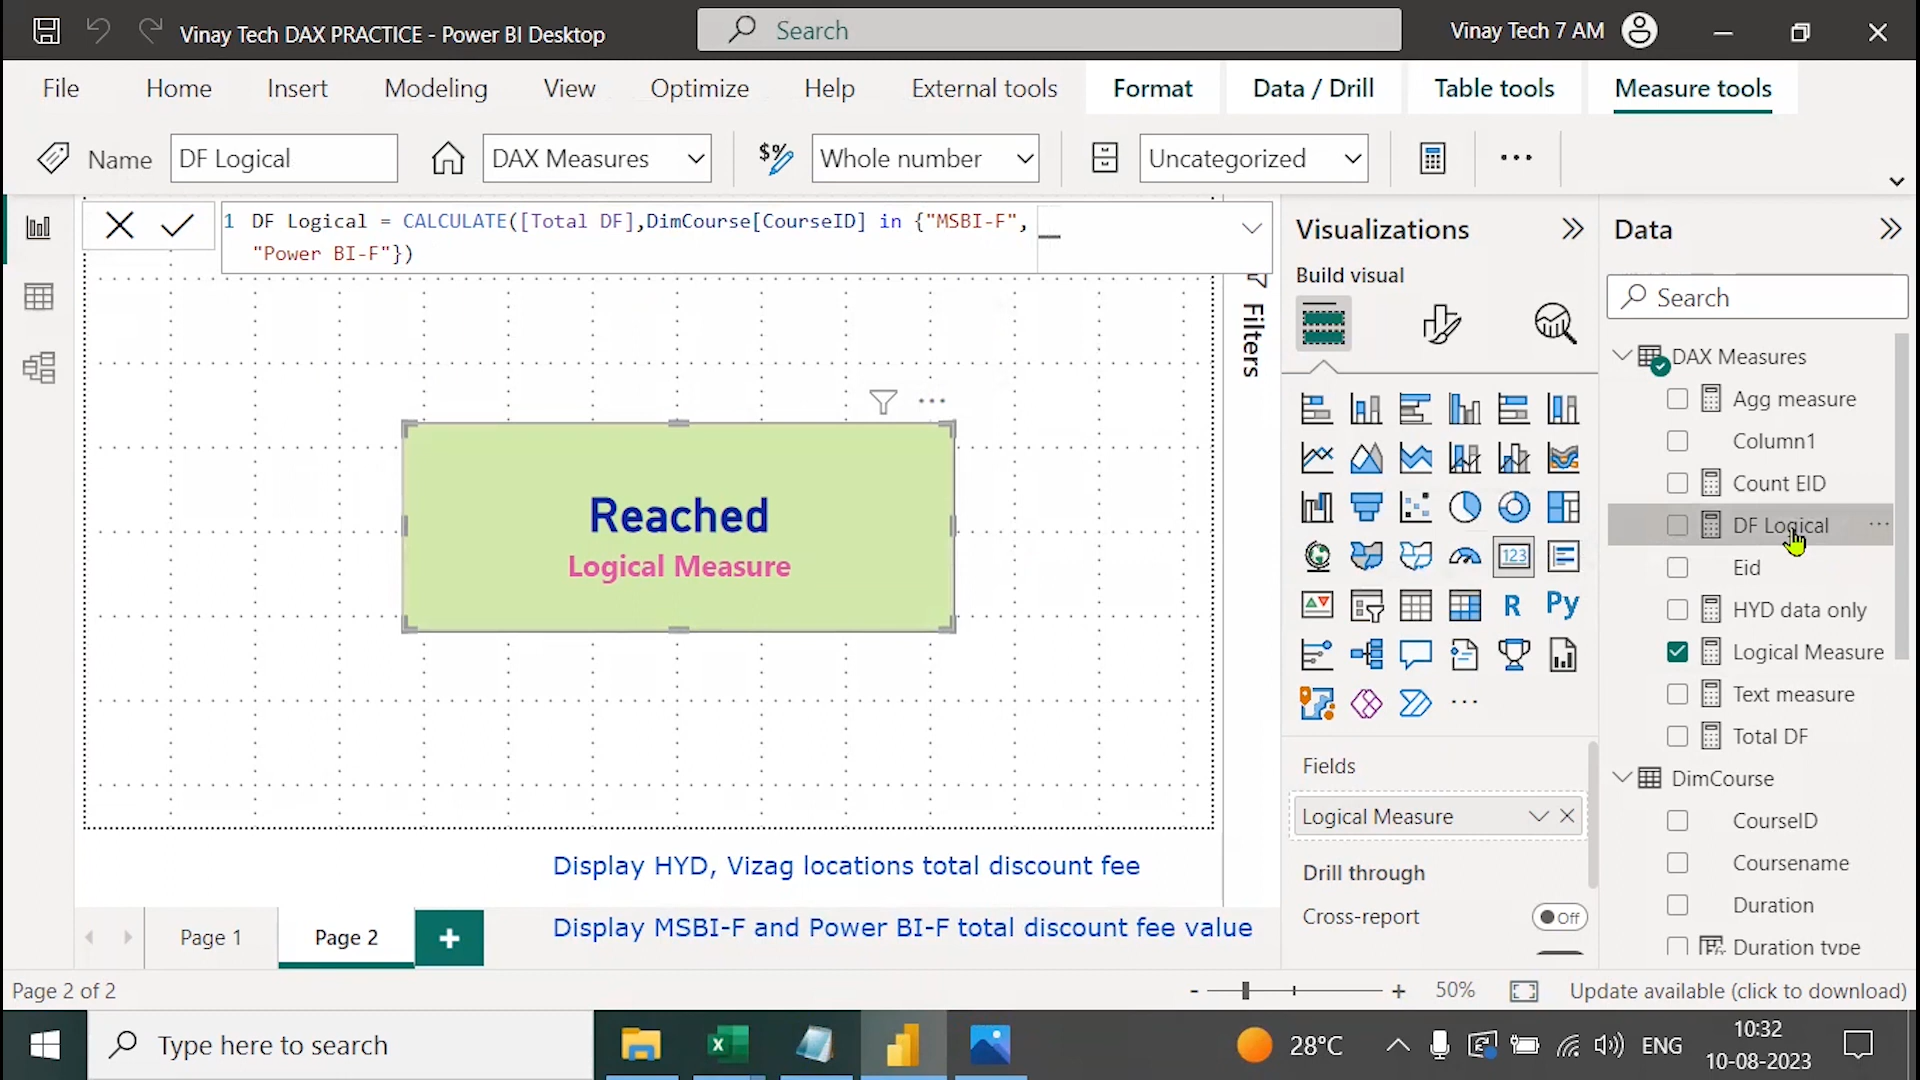 Vinay Tech DAX PRACTICE - Power BI Desktop
Search
Vinay Tech 7 AM
File
Home
Insert
Modeling
View
Optimize
Help
External tools
Format
Data / Drill
Table tools
Measure tools
Name
DF Logical
DAX Measures
$%
Whole number
Uncategorized
1 DF Logical = CALCULATE([Total DF],DimCourse[CourseID] in {"MSBI-F",
"Power BI-F"})
Filters
Reached
Logical Measure
Visualizations
Build visual
123
R
Py
Fields
Logical Measure
Drill through
Cross-report
Off
Data
Search
DAX Measures
Agg measure
Column1
Count EID
DF Logical
Eid
HYD data only
Logical Measure
Text measure
Total DF
DimCourse
CourseID
Coursename
Duration
Duration type
Display HYD, Vizag locations total discount fee
Display MSBI-F and Power BI-F total discount fee value
Page 1
Page 2
Page 2 of 2
50%
Update available (click to download)
Type here to search
28°C
ENG
10:32
10-08-2023